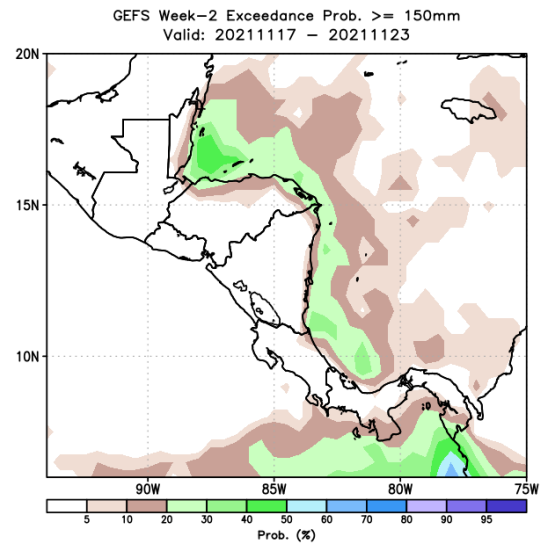 GEFS Week-2 Exceedance Prob. >= 150mm
Valid: 20211117 - 20211123
20N
15N
10N
90W 85W 80W 75W
5 10 20 30 40 50 60 70 80 90 95
Prob. (%)